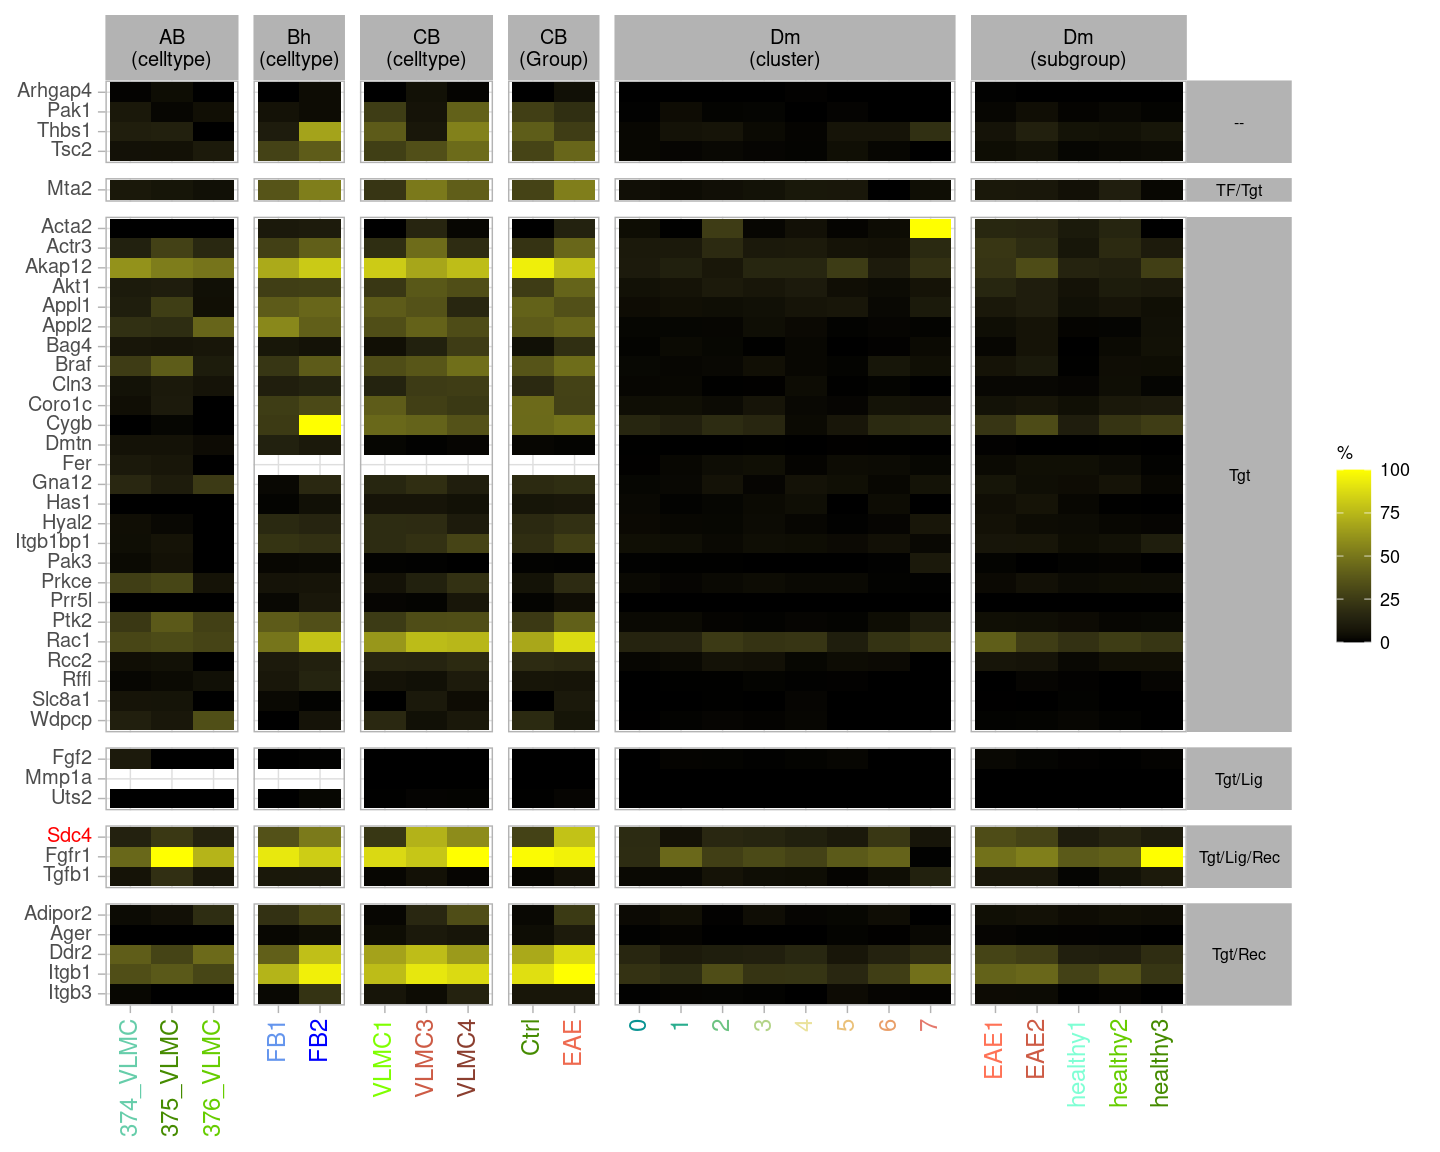 AB
(celltype)
Bh
(celltype)
CB
(celltype)
CB
(Group)
Dm
(cluster)
Dm
(subgroup)
Arhgap4
Pak1
Thbs1
Tsc2
--
Mta2
TF/Tgt
Acta2
Actr3
Akap12
Akt1
Appl1
Appl2
Bag4
Braf
Cln3
Coro1c
Cygb
Dmtn
Fer
Gna12
Has1
Hyal2
Itgb1bp1
Pak3
Prkce
Prr5l
Ptk2
Rac1
Rcc2
Rffl
Slc8a1
Wdpcp
Tgt
Fgf2
Mmp1a
Uts2
Tgt/Lig
Sdc4
Fgfr1
Tgfb1
Tgt/Lig/Rec
Adipor2
Ager
Ddr2
Itgb1
Itgb3
Tgt/Rec
374_VLMC
375_VLMC
376_VLMC
FB1
FB2
VLMC1
VLMC3
VLMC4
Ctrl
EAE
0
1
2
3
4
5
6
7
EAE1
EAE2
healthy1
healthy2
healthy3
%
100
75
50
25
0